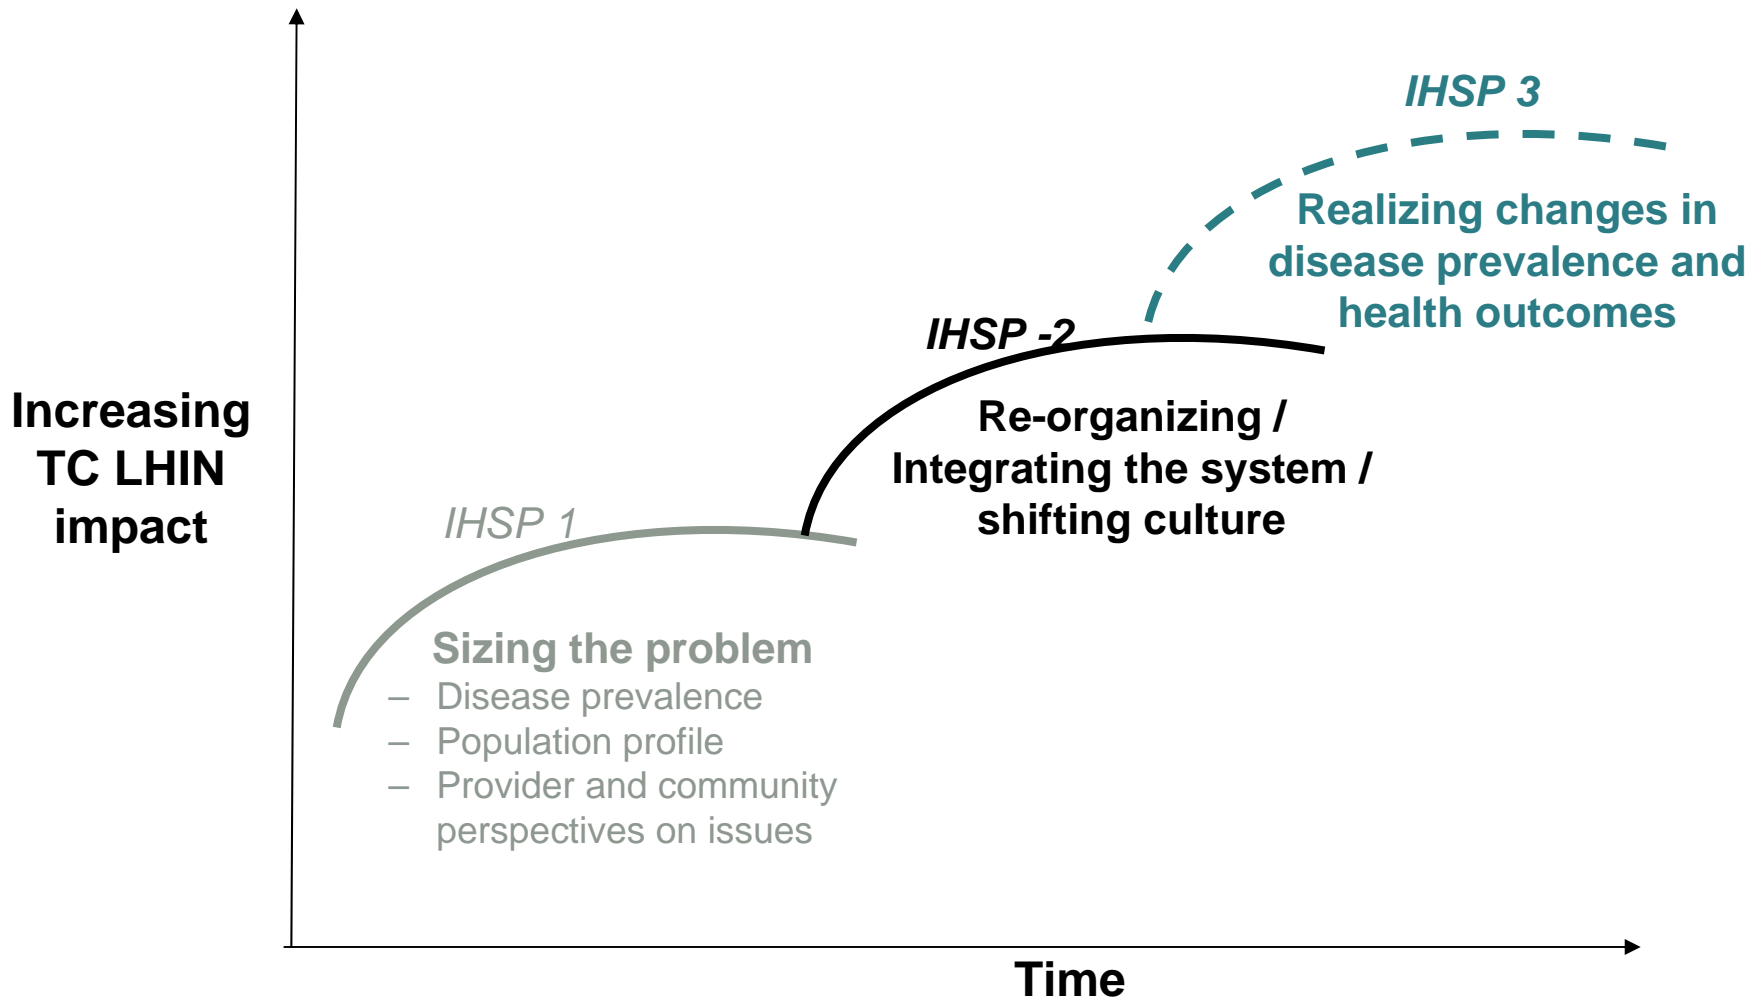 IHSP 3
Realizing changes in
disease prevalence and
health outcomes
IHSP -2
Re-organizing /
Integrating the system /
shifting culture
Increasing
TC LHIN
impact
IHSP 1
Sizing the problem
– Disease prevalence
– Population profile
– Provider and community
perspectives on issues
Time